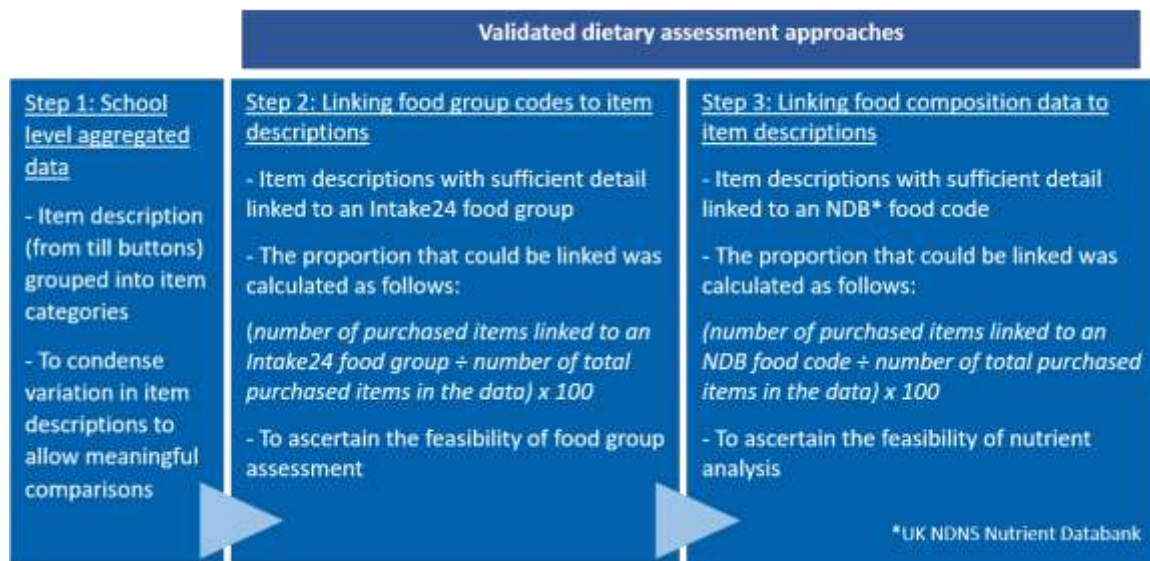 Validated dietary assessment approaches
Step 1: School
level aggregated
data
- Item description
(from till buttons)
grouped into item
categories
- To condense
variation in item
descriptions to
allow meaningful
comparisons
Step 2: Linking food group codes to item
descriptions
- Item descriptions with sufficient detail
linked to an Intake24 food group
- The proportion that could be linked was
calculated as follows:
(number of purchased items linked to an
Intake24 food group ÷ number of total
purchased items in the data) x 100
- To ascertain the feasibility of food group
assessment
Step 3: Linking food composition data to
item descriptions
- Item descriptions with sufficient detail
linked to an NDB* food code
- The proportion that could be linked was
calculated as follows:
(number of purchased items linked to an
NDB food code ÷ number of total purchased
items in the data) x 100
- To ascertain the feasibility of nutrient
analysis
*UK NDNS Nutrient Databank